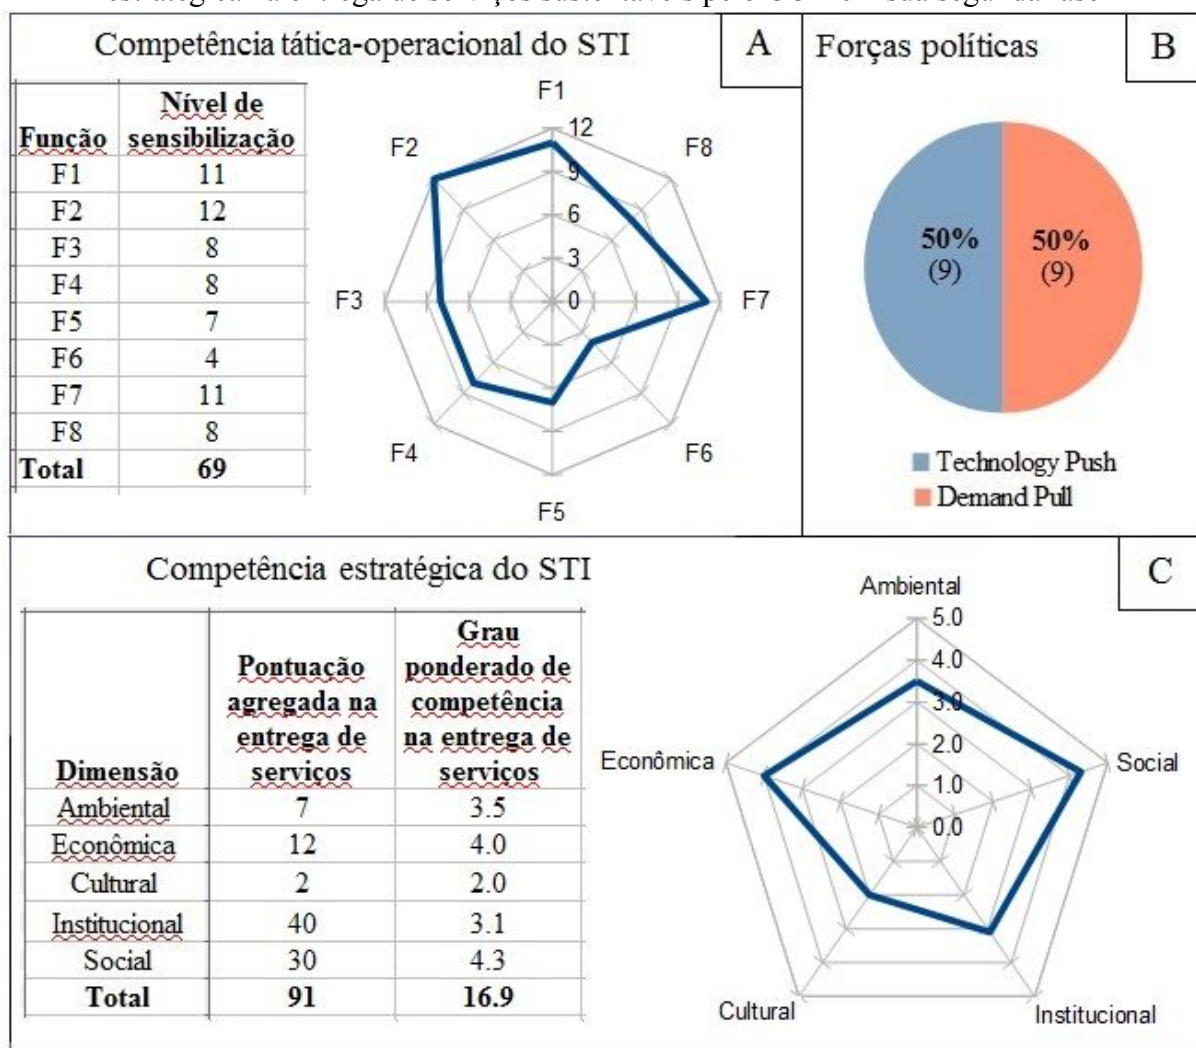 Competência tática-operacional do STI
A
Função
Nível de
sensibilização
F1 11
F2 12
F3 8
F4 8
F5 7
F6 4
F7 11
F8 8
Total 69
F1
F2
F3
F4
F5
F6
F7
F8
12
9
6
3
0
Forças políticas
B
50%
(9)
50%
(9)
Technology Push
Demand Pull
Competência estratégica do STI
C
Dimensão
Pontuação
agregada na
entrega de
serviços
Grau
ponderado de
competência
na entrega de
serviços
Ambiental 7 3.5
Econômica 12 4.0
Cultural 2 2.0
Institucional 40 3.1
Social 30 4.3
Total 91 16.9
Ambiental
5.0
4.0
3.0
2.0
1.0
0.0
Econômica
Social
Cultural
Institucional